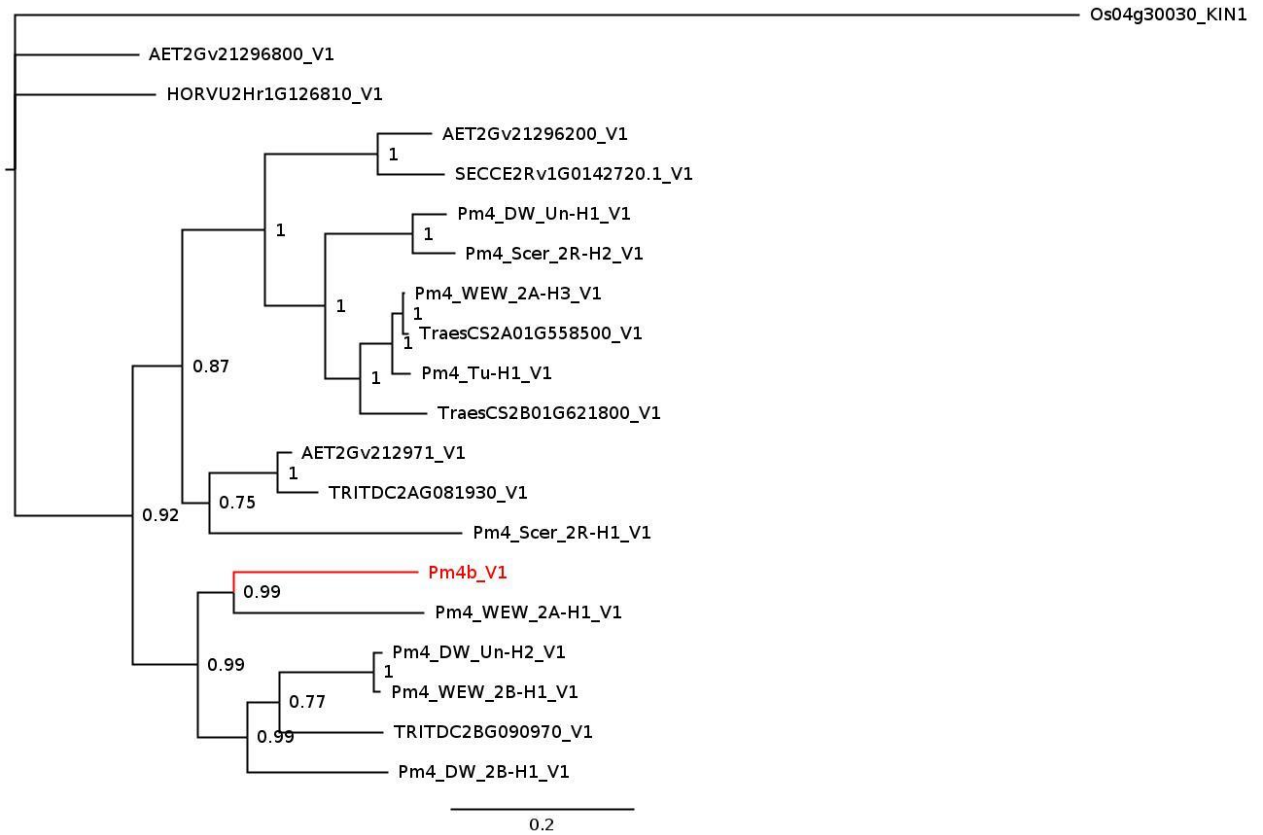 Os04g30030_KIN1
AET2Gv21296800_V1
HORVU2Hr1G126810_V1
AET2Gv21296200_V1
1
SECCE2Rv1G0142720.1_V1
Pm4_DW_Un-H1_V1
1
1
Pm4_Scer_2R-H2_V1
Pm4_WEW_2A-H3_V1
1
1
TraesCS2A01G558500_V1
1
0.87
Pm4_Tu-H1_V1
1
TraesCS2B01G621800_V1
AET2Gv212971_V1
1
TRITDC2AG081930_V1
0.75
0.92
Pm4_Scer_2R-H1_V1
Pm4b_V1
0.99
Pm4_WEW_2A-H1_V1
Pm4_DW_Un-H2_V1
0.99
1
Pm4_WEW_2B-H1_V1
0.77
TRITDC2BG090970_V1
0.99
Pm4_DW_2B-H1_V1
0.2